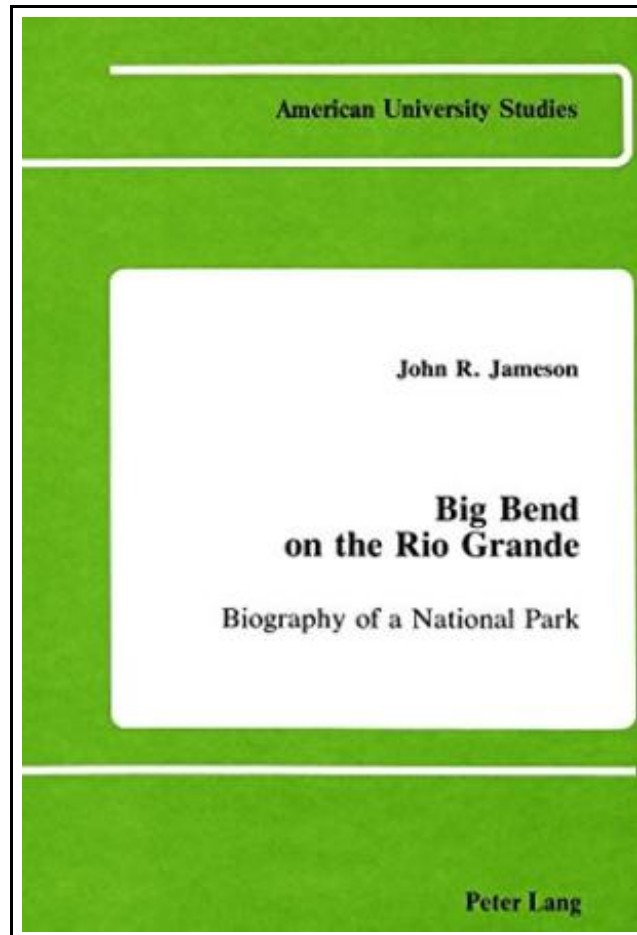 American University Studies
John R. Jameson
Big Bend
on the Rio Grande
Biography of a National Park
Peter Lang